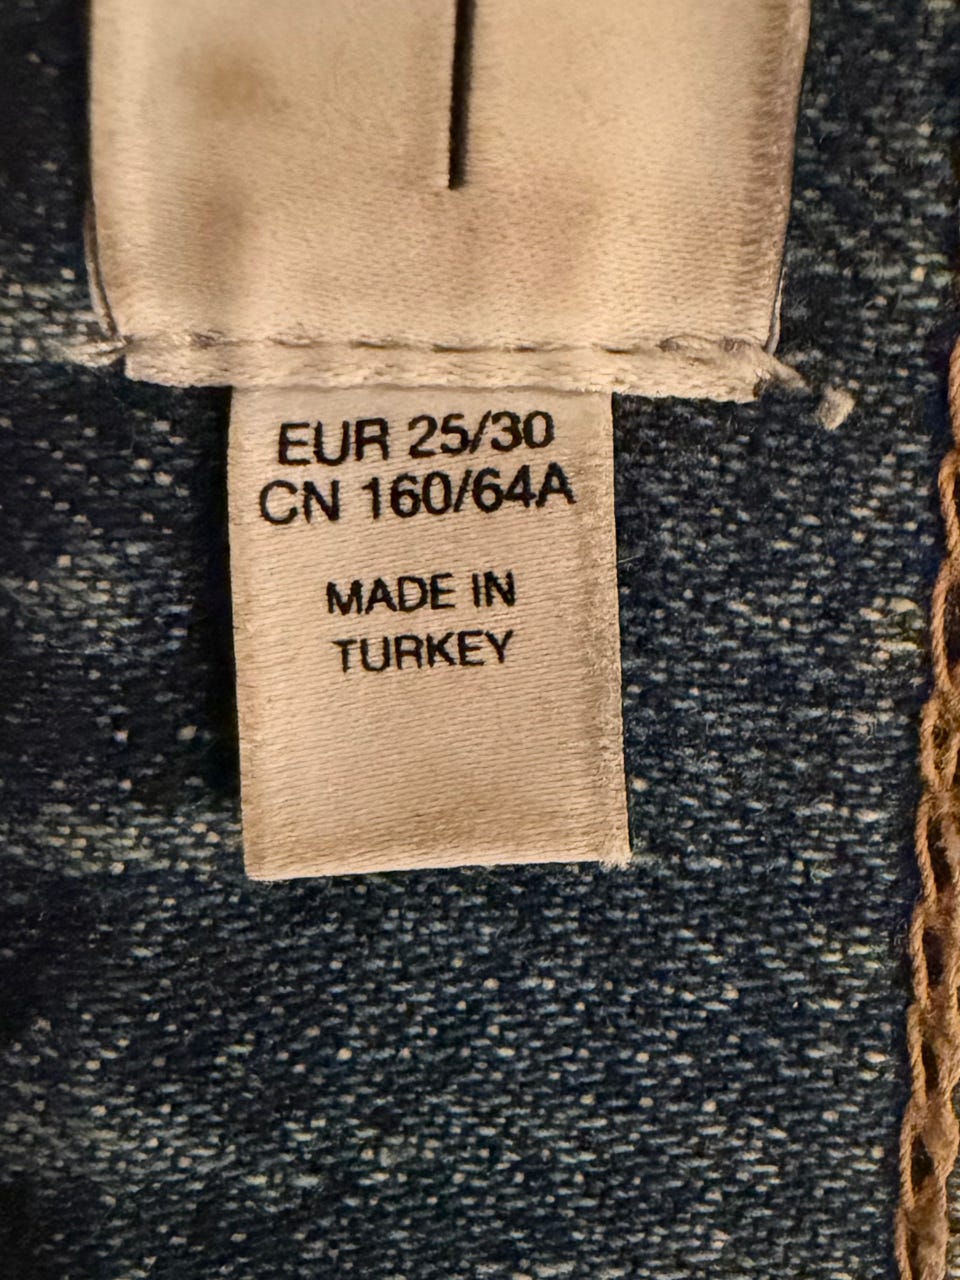 EUR 25/30
CN 160/64A
MADE IN
TURKEY